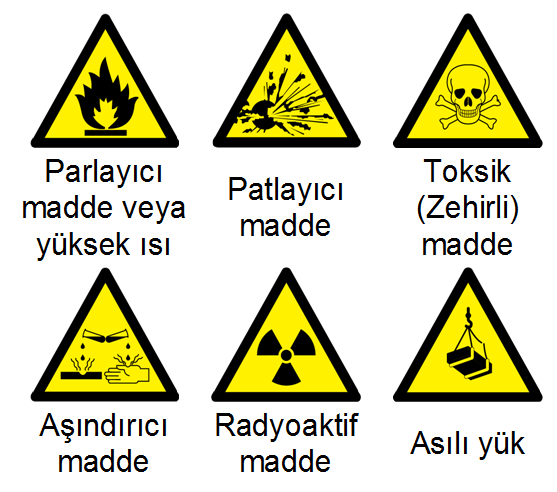 Parlayıcı
madde veya
yüksek ısı
Patlayıcı
madde
Toksik
(Zehirli)
madde
Aşındırıcı
madde
Radyoaktif
madde
Asılı yük